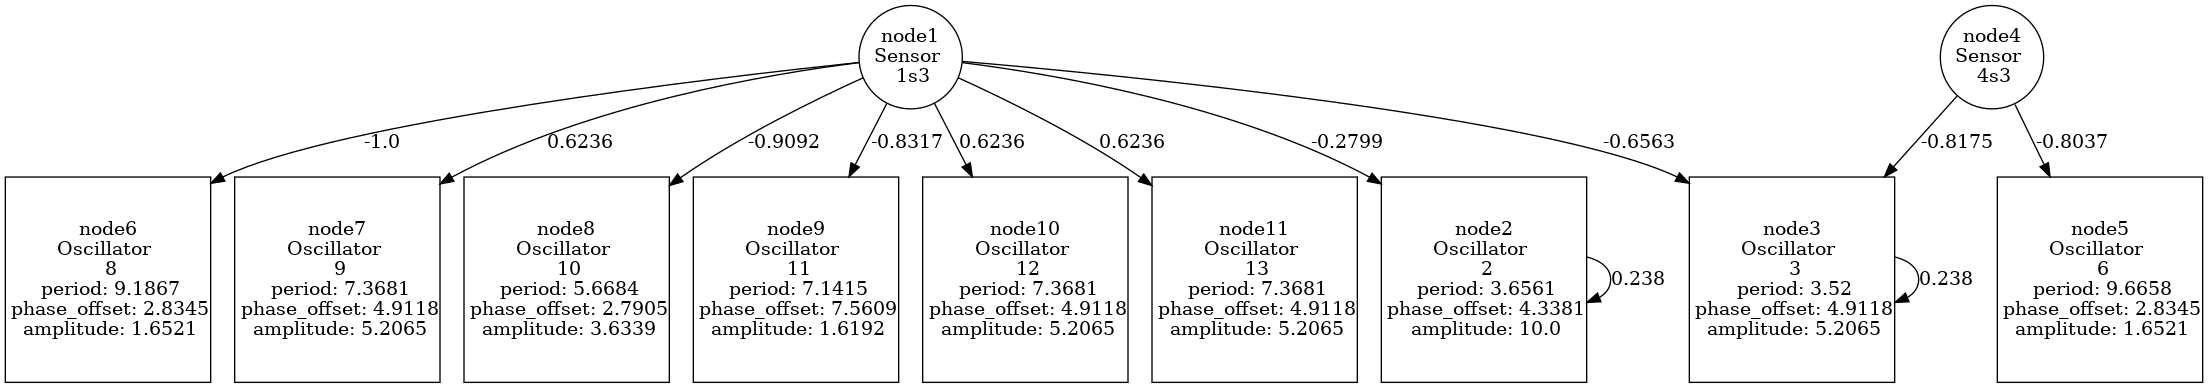 node1
Sensor
1s3
node4
Sensor
4s3
-1.0
0.6236
-0.9092
-0.8317
0.6236
0.6236
-0.2799
-0.6563
-0.8175
-0.8037
node6
Oscillator
8
period: 9.1867
phase_offset: 2.8345
amplitude: 1.6521
node7
Oscillator
9
period: 7.3681
phase_offset: 4.9118
amplitude: 5.2065
node8
Oscillator
10
period: 5.6684
phase_offset: 2.7905
amplitude: 3.6339
node9
Oscillator
11
period: 7.1415
phase_offset: 7.5609
amplitude: 1.6192
node10
Oscillator
12
period: 7.3681
phase_offset: 4.9118
amplitude: 5.2065
node11
Oscillator
13
period: 7.3681
phase_offset: 4.9118
amplitude: 5.2065
node2
Oscillator
2
period: 3.6561
phase_offset: 4.3381
amplitude: 10.0
0.238
node3
Oscillator
3
period: 3.52
phase_offset: 4.9118
amplitude: 5.2065
0.238
node5
Oscillator
6
period: 9.6658
phase_offset: 2.8345
amplitude: 1.6521